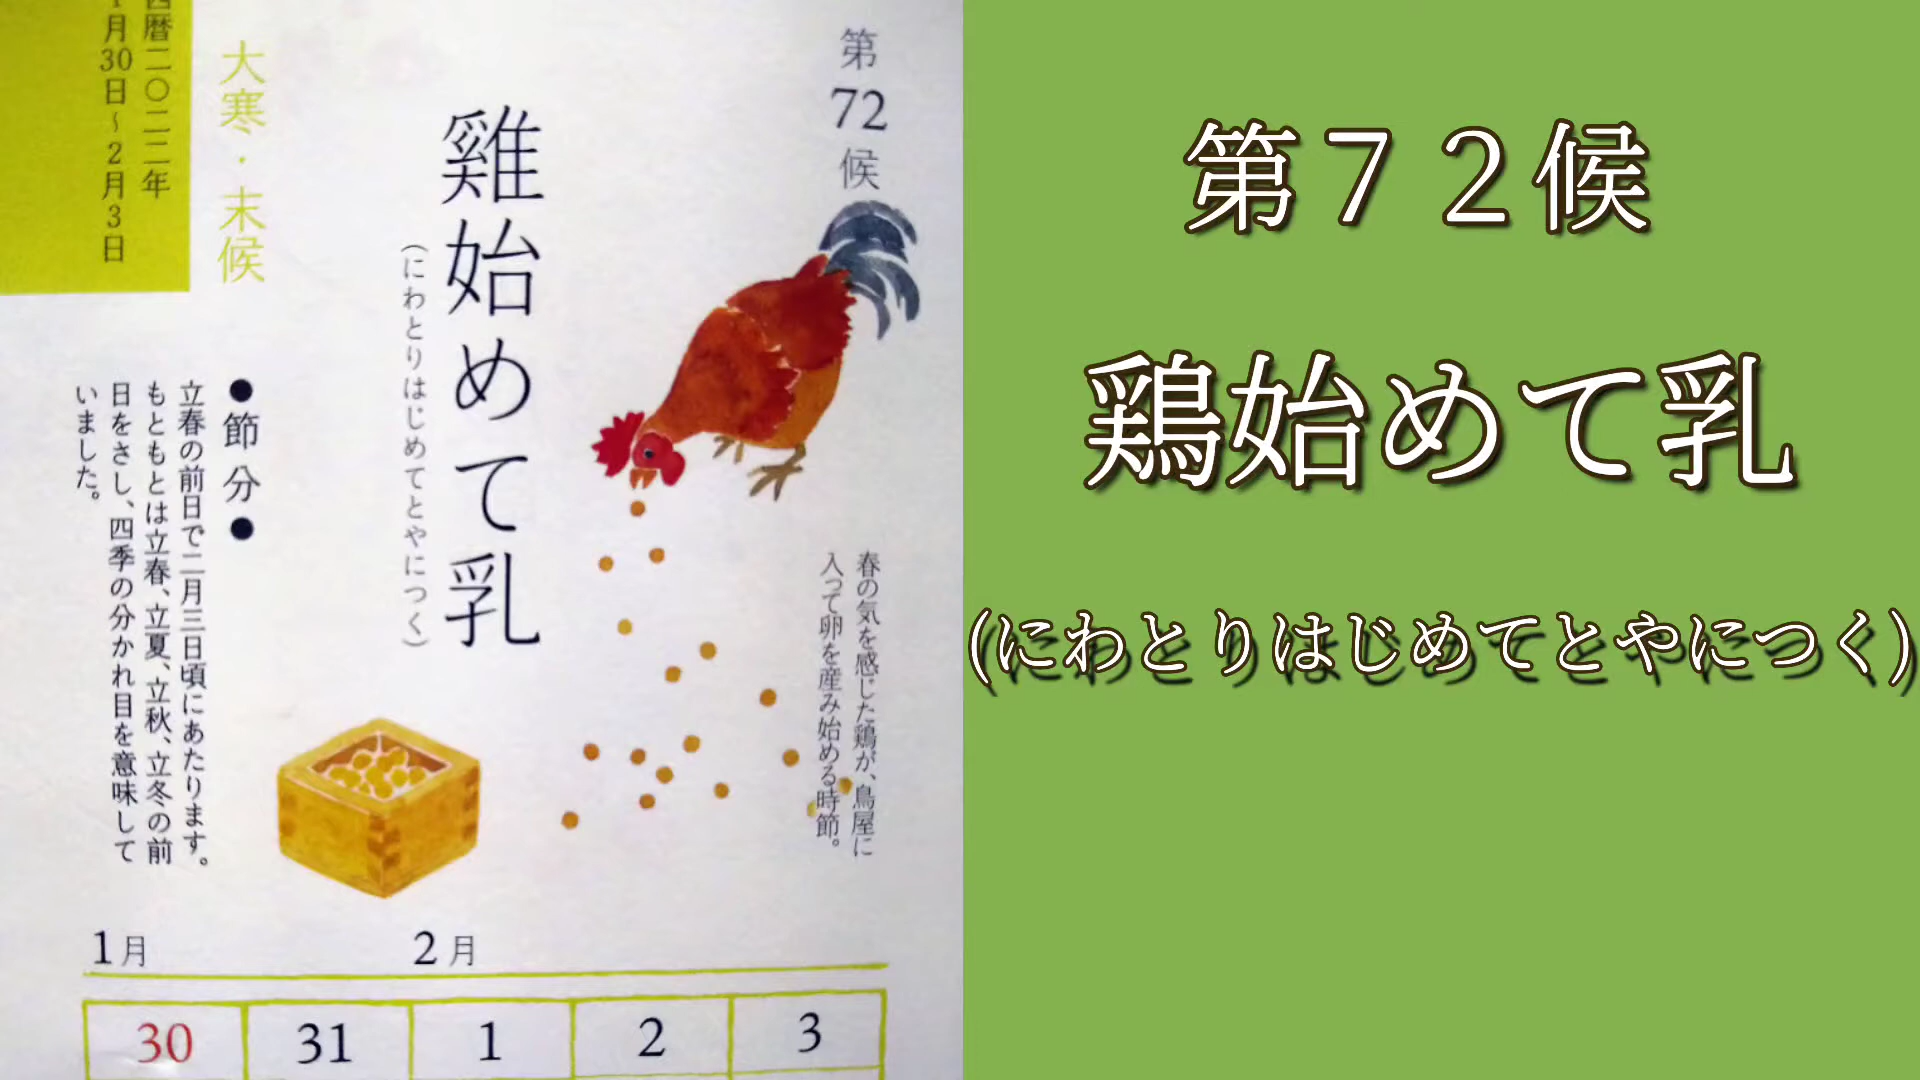 第72候
春の気を感じた鶏が、鳥屋に
入って卵を産み始める時節。
雞始めて乳
(にわとりはじめてとやにつく)
大寒・末候
西暦二〇二二年
1月30日～2月3日
●節分●
立春の前日で二月三日頃にあたります。
もともとは立春、立夏、立秋、立冬の前
日をさし、四季の分かれ目を意味して
いました。
1月 2月
30 31 1 2 3
第７２候
鶏始めて乳
(にわとりはじめてとやにつく)